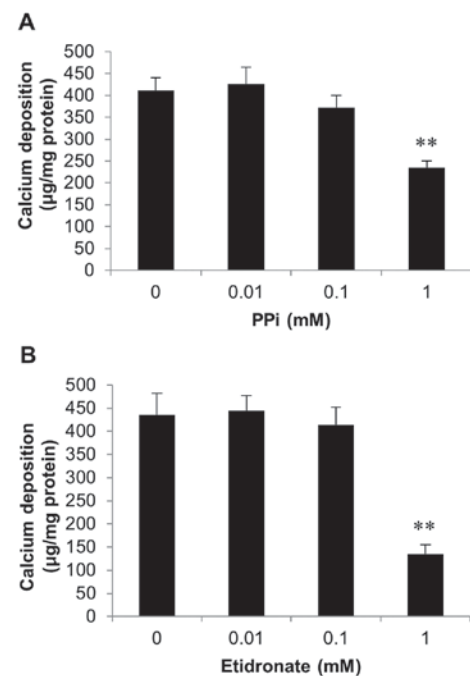 A
Calcium deposition
(μg/mg protein)
500
450
400
350
300
250
200
150
100
50
0
**
0 0.01 0.1 1
PPi (mM)
B
Calcium deposition
(μg/mg protein)
500
450
400
350
300
250
200
150
100
50
0
**
0 0.01 0.1 1
Etidronate (mM)